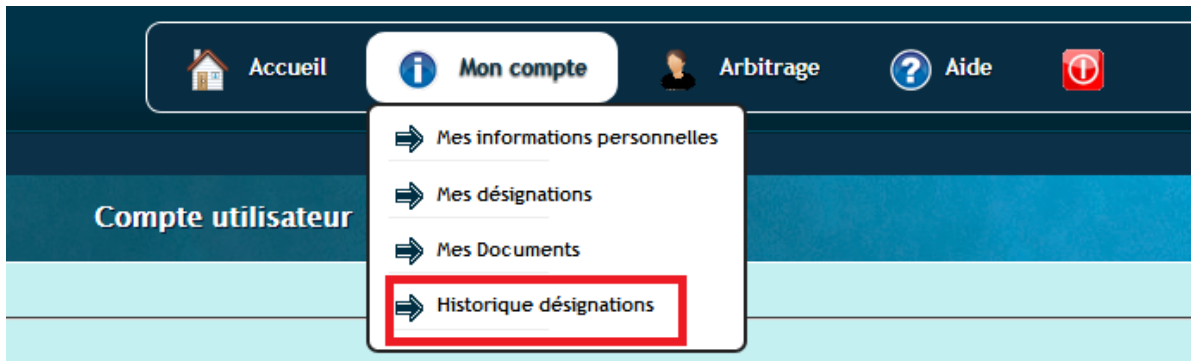 Accueil
Mon compte
Arbitrage
Aide
Mes informations personnelles
Mes désignations
Mes Documents
Historique désignations
Compte utilisateur